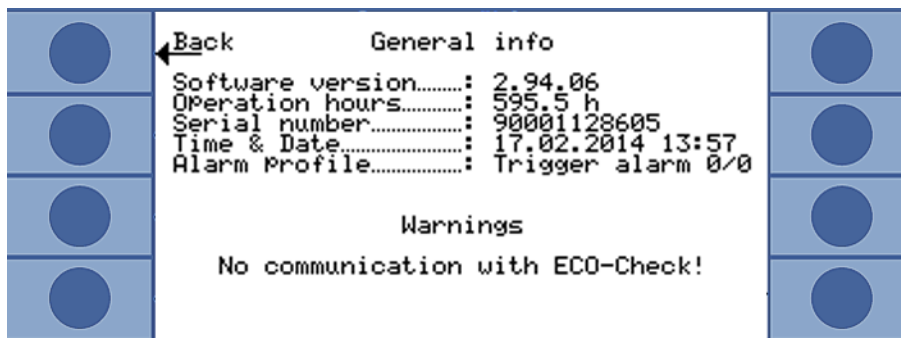 Back General info
Software version........: 2.94.06
Operation hours.........: 595.5 h
Serial number...............: 90001128605
Time & Date..................: 17.02.2014 13:57
Alarm Profile...............: Trigger alarm 0/0
Warnings
No communication with ECO-Check!